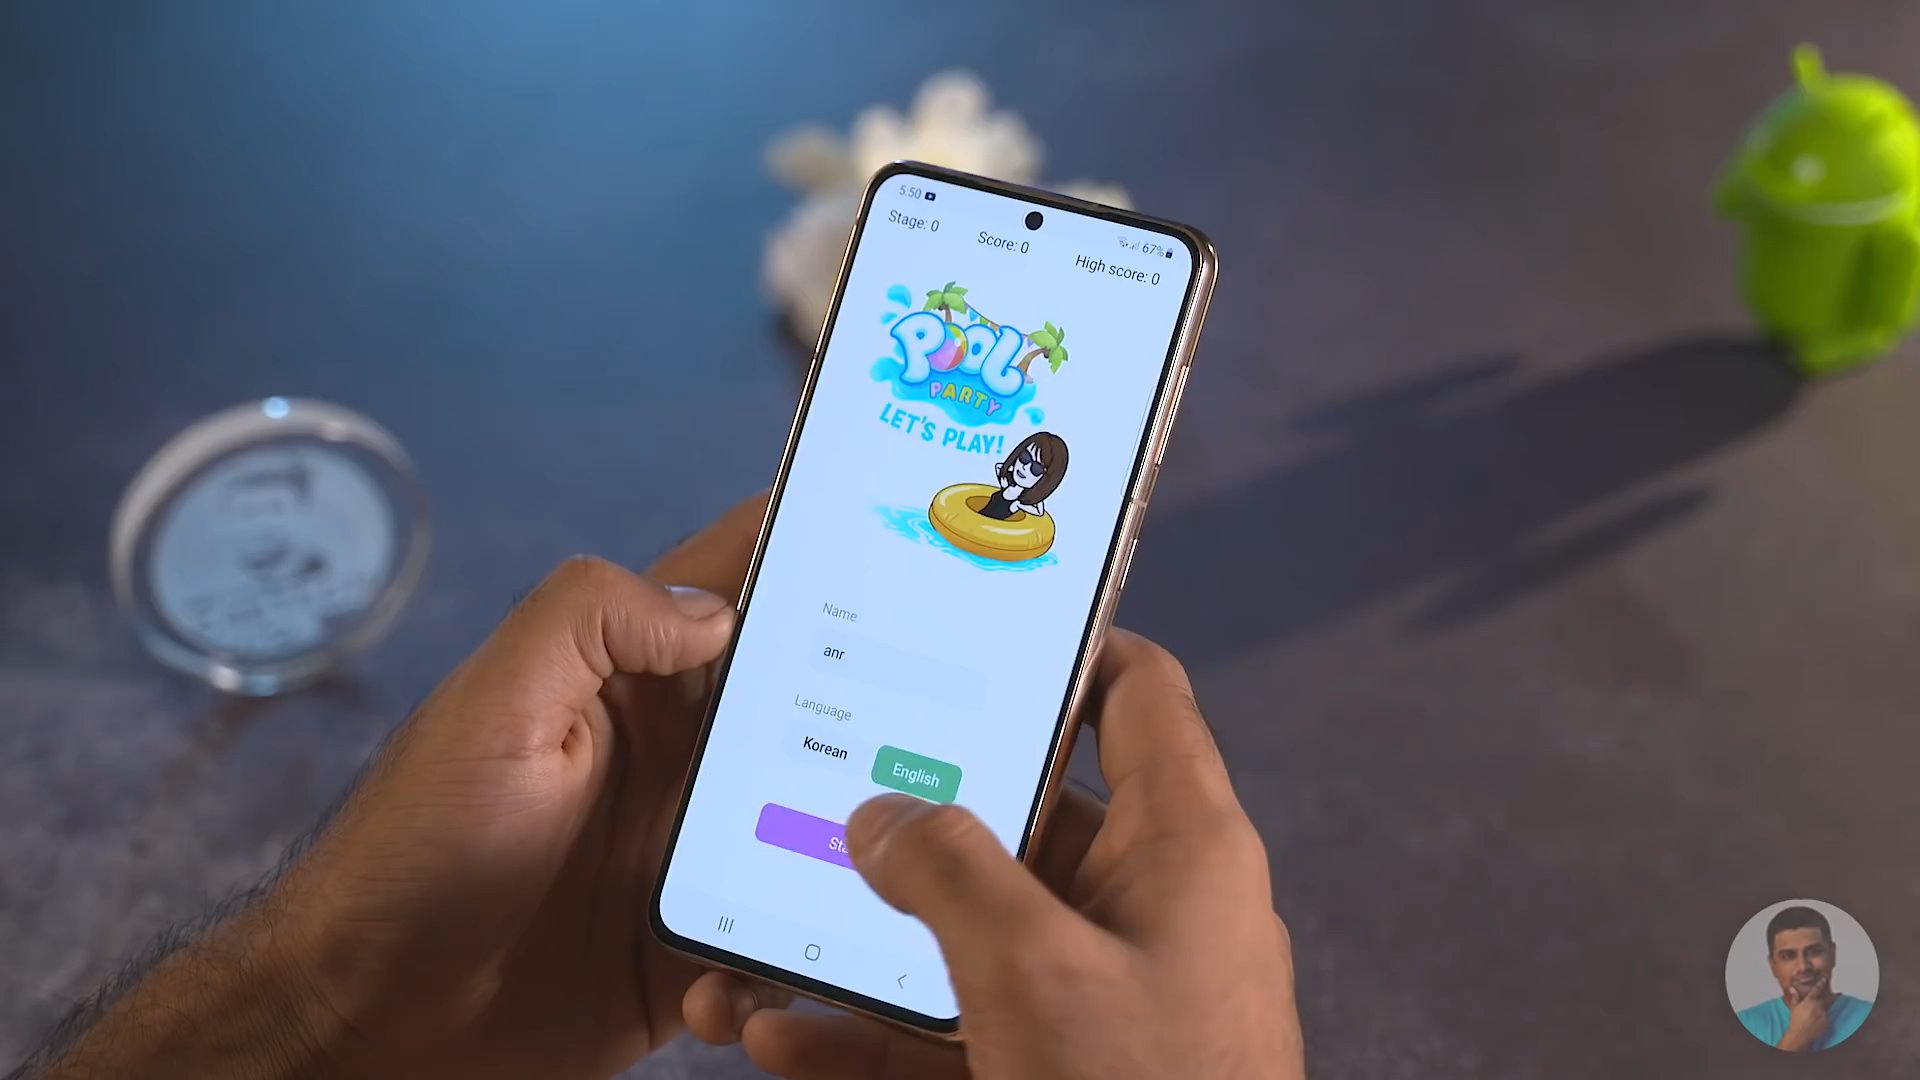 5:50
67%
Stage: 0
Score: 0
High score: 0
POOL
PARTY
LET'S PLAY!
Name
anr
Language
Korean
English